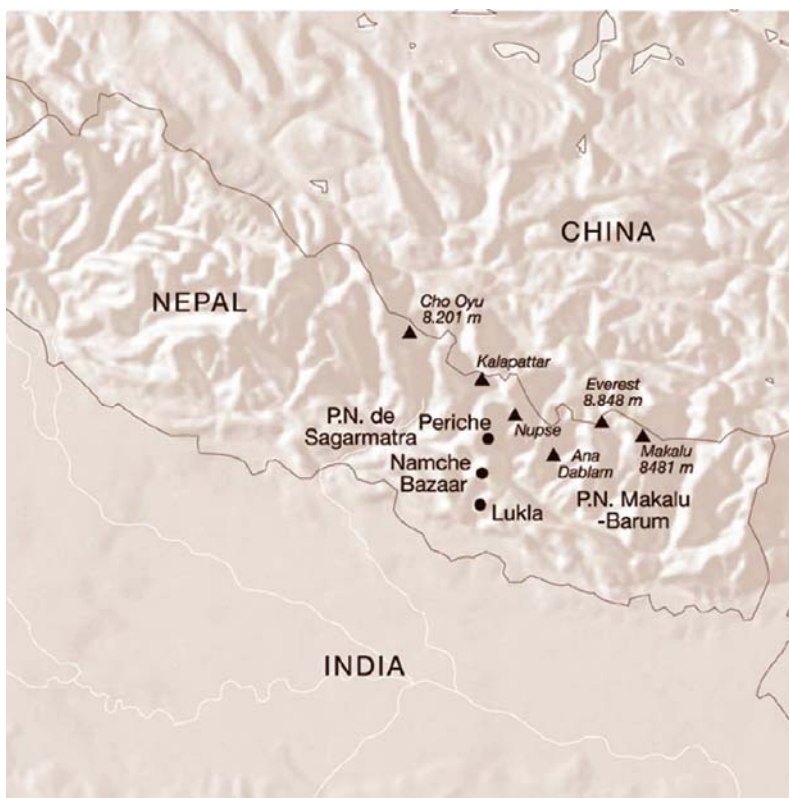 CHINA
NEPAL
Cho Oyu
8.201 m
Kalapattar
Everest
8.848 m
P.N. de
Sagarmatra
Periche
Nupse
Makalu
8481 m
Namche
Bazaar
Ana
Dablam
P.N. Makalu
-Barum
Lukla
INDIA